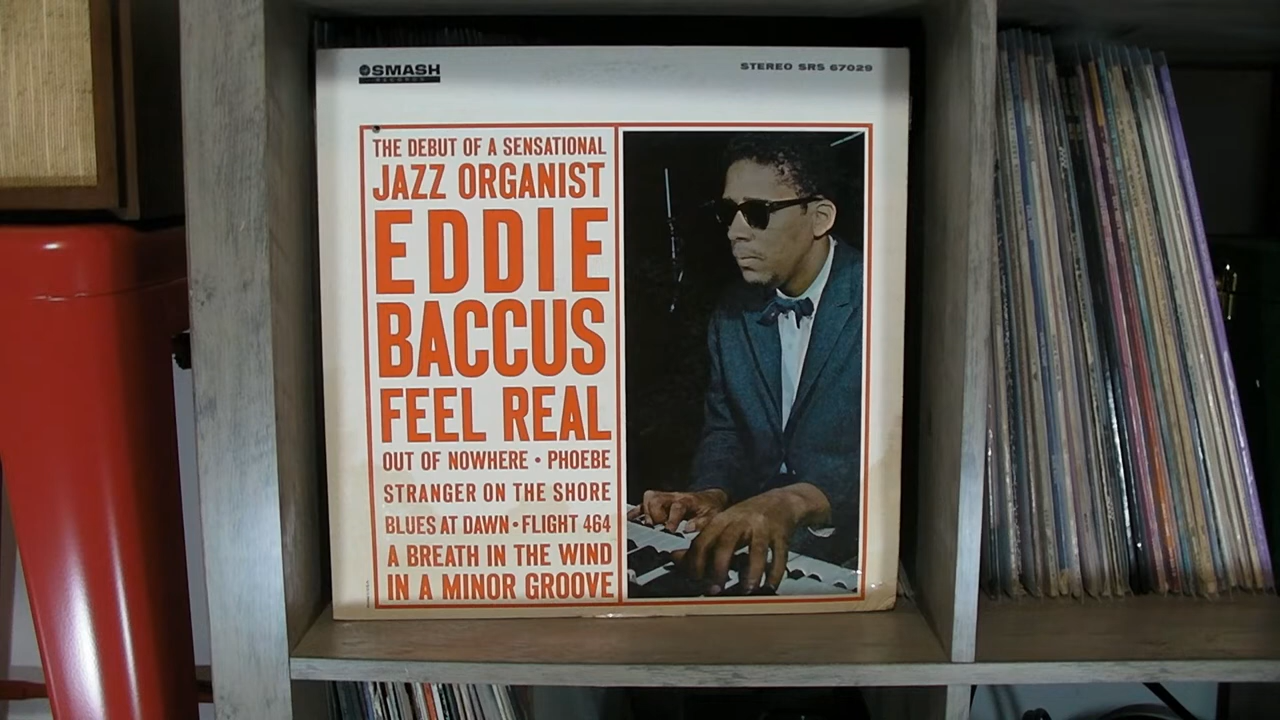 SMASH
RECORDS
STEREO SRS 67029
THE DEBUT OF A SENSATIONAL
JAZZ ORGANIST
EDDIE
BACCUS
FEEL REAL
OUT OF NOWHERE • PHOEBE
STRANGER ON THE SHORE
BLUES AT DAWN • FLIGHT 464
A BREATH IN THE WIND
IN A MINOR GROOVE